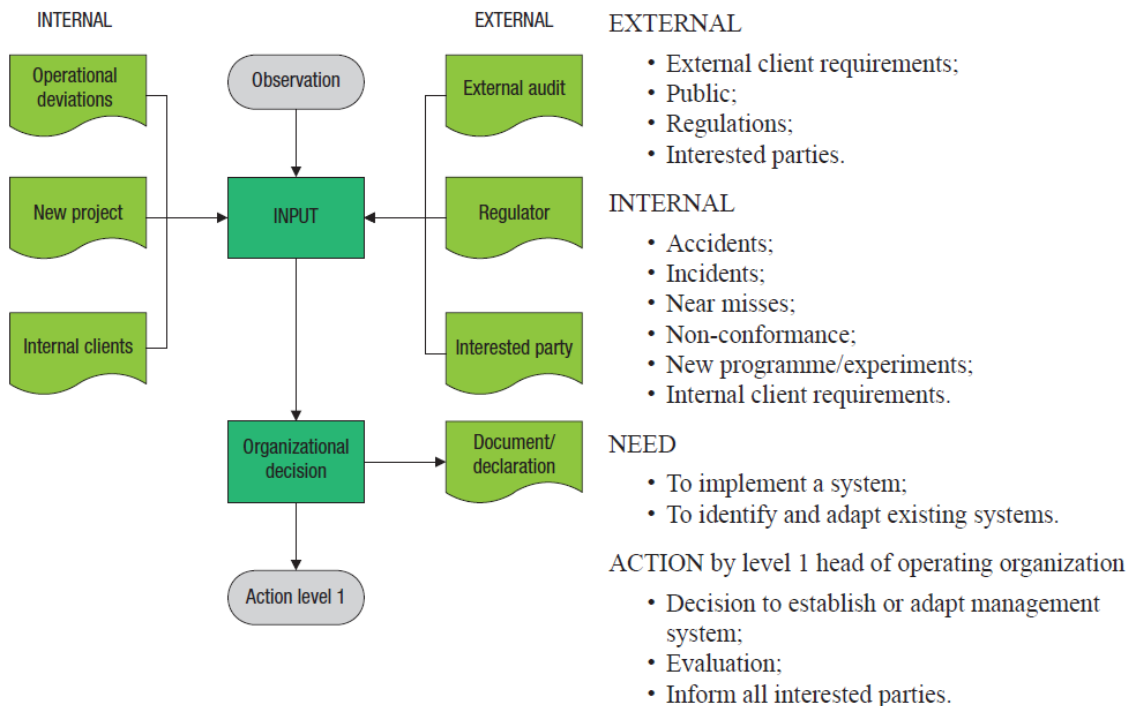 INTERNAL
EXTERNAL
Operational
deviations
Observation
External audit
New project
INPUT
Regulator
Internal clients
Interested party
Organizational
decision
Document/
declaration
Action level 1
EXTERNAL
• External client requirements;
• Public;
• Regulations;
• Interested parties.
INTERNAL
• Accidents;
• Incidents;
• Near misses;
• Non-conformance;
• New programme/experiments;
• Internal client requirements.
NEED
• To implement a system;
• To identify and adapt existing systems.
ACTION by level 1 head of operating organization
• Decision to establish or adapt management
system;
• Evaluation;
• Inform all interested parties.